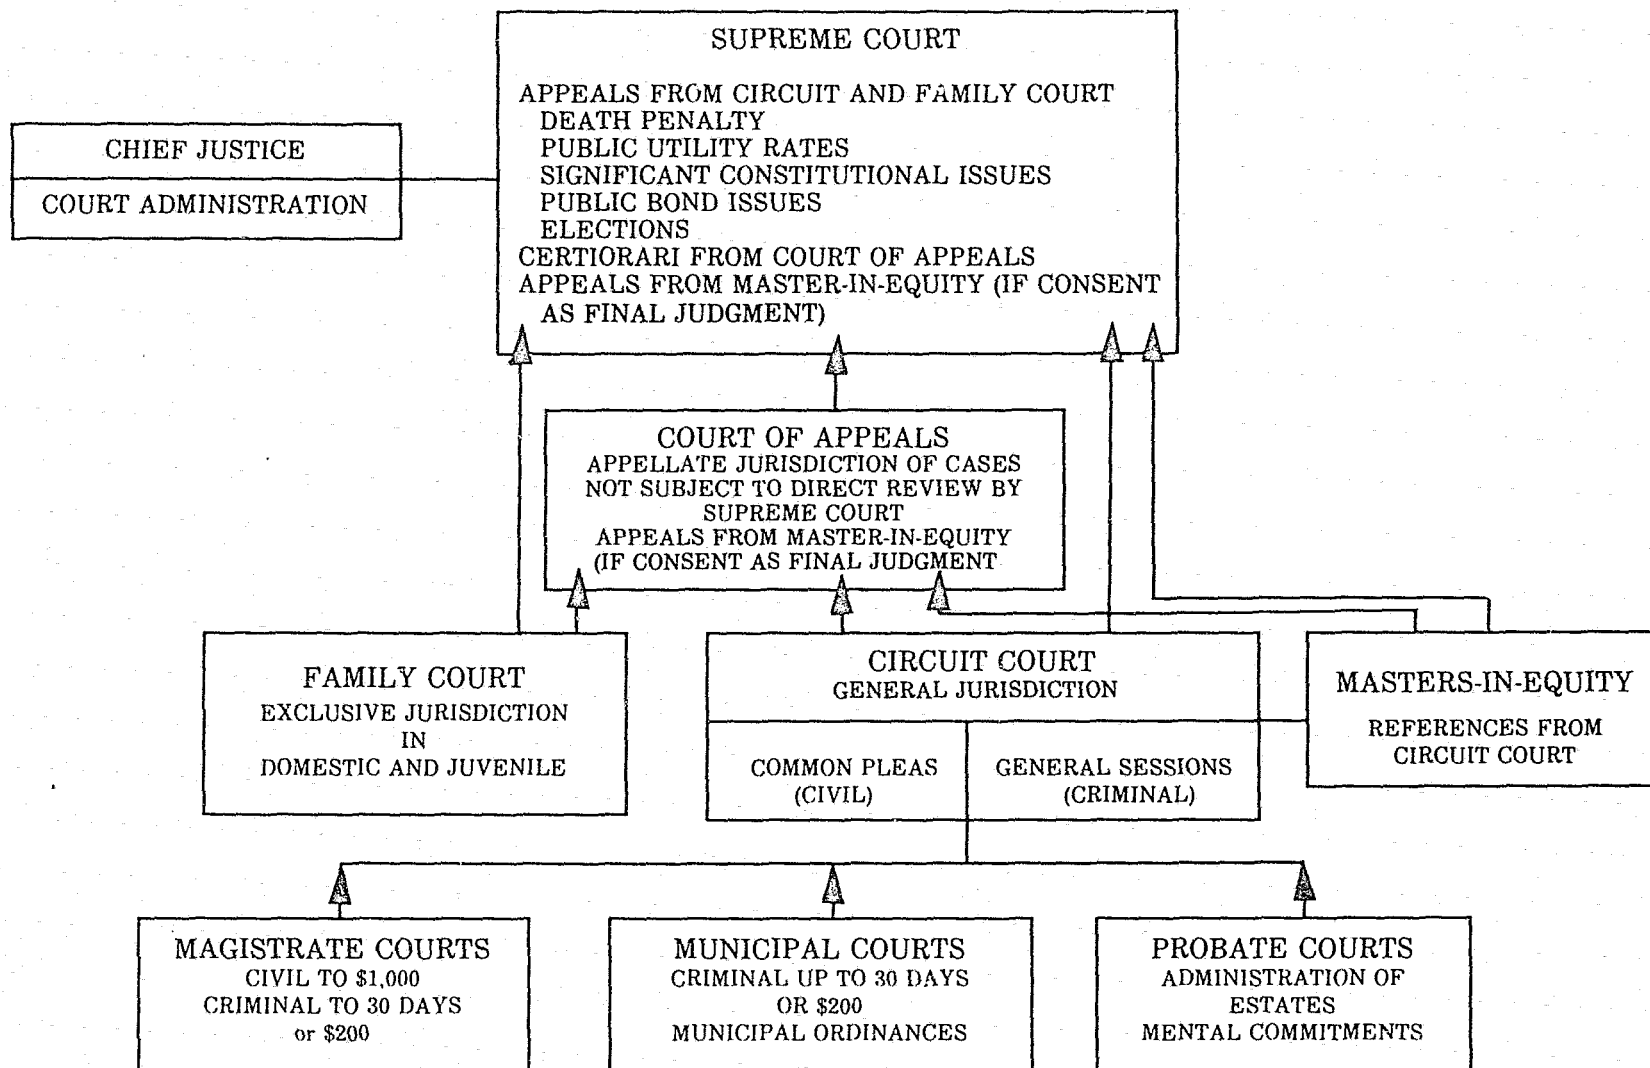 SUPREME COURT
APPEALS FROM CIRCUIT AND FAMILY COURT
DEATH PENALTY
PUBLIC UTILITY RATES
SIGNIFICANT CONSTITUTIONAL ISSUES
PUBLIC BOND ISSUES
ELECTIONS
CERTIORARI FROM COURT OF APPEALS
APPEALS FROM MASTER-IN-EQUITY (IF CONSENT
AS FINAL JUDGMENT)
CHIEF JUSTICE
COURT ADMINISTRATION
COURT OF APPEALS
APPELLATE JURISDICTION OF CASES
NOT SUBJECT TO DIRECT REVIEW BY
SUPREME COURT
APPEALS FROM MASTER-IN-EQUITY
(IF CONSENT AS FINAL JUDGMENT
FAMILY COURT
EXCLUSIVE JURISDICTION
IN
DOMESTIC AND JUVENILE
CIRCUIT COURT
GENERAL JURISDICTION
COMMON PLEAS
(CIVIL)
GENERAL SESSIONS
(CRIMINAL)
MASTERS-IN-EQUITY
REFERENCES FROM
CIRCUIT COURT
MAGISTRATE COURTS
CIVIL TO $1,000
CRIMINAL TO 30 DAYS
or $200
MUNICIPAL COURTS
CRIMINAL UP TO 30 DAYS
OR $200
MUNICIPAL ORDINANCES
PROBATE COURTS
ADMINISTRATION OF
ESTATES
MENTAL COMMITMENTS